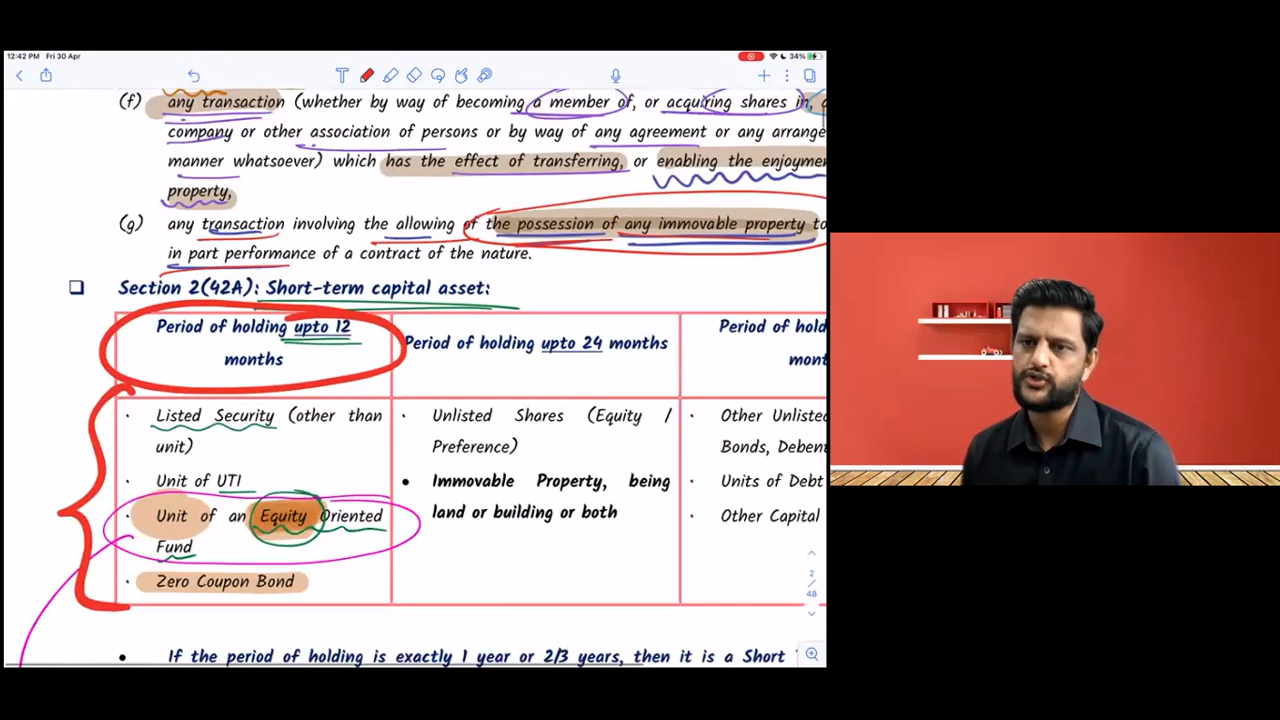 12:42 PM Fri 30 Apr
34%
(f) any transaction (whether by way of becoming a member of, or acquiring shares in,
company or other association of persons or by way of any agreement or any arrange
manner whatsoever) which has the effect of transferring, or enabling the enjoyme
property,
(g) any transaction involving the allowing of the possession of any immovable property to
in part performance of a contract of the nature.
Section 2(42A): Short-term capital asset:
Period of holding upto 12
months
Period of holding upto 24 months
Period of hold
mont
· Listed Security (other than
unit)
· Unit of UTI
· Unit of an Equity Oriented
Fund
· Zero Coupon Bond
· Unlisted Shares (Equity /
Preference)
• Immovable Property, being
land or building or both
· Other Unliste
Bonds, Deben
· Units of Debt
· Other Capital
2
/
48
• If the period of holding is exactly 1 year or 2/3 years, then it is a Short